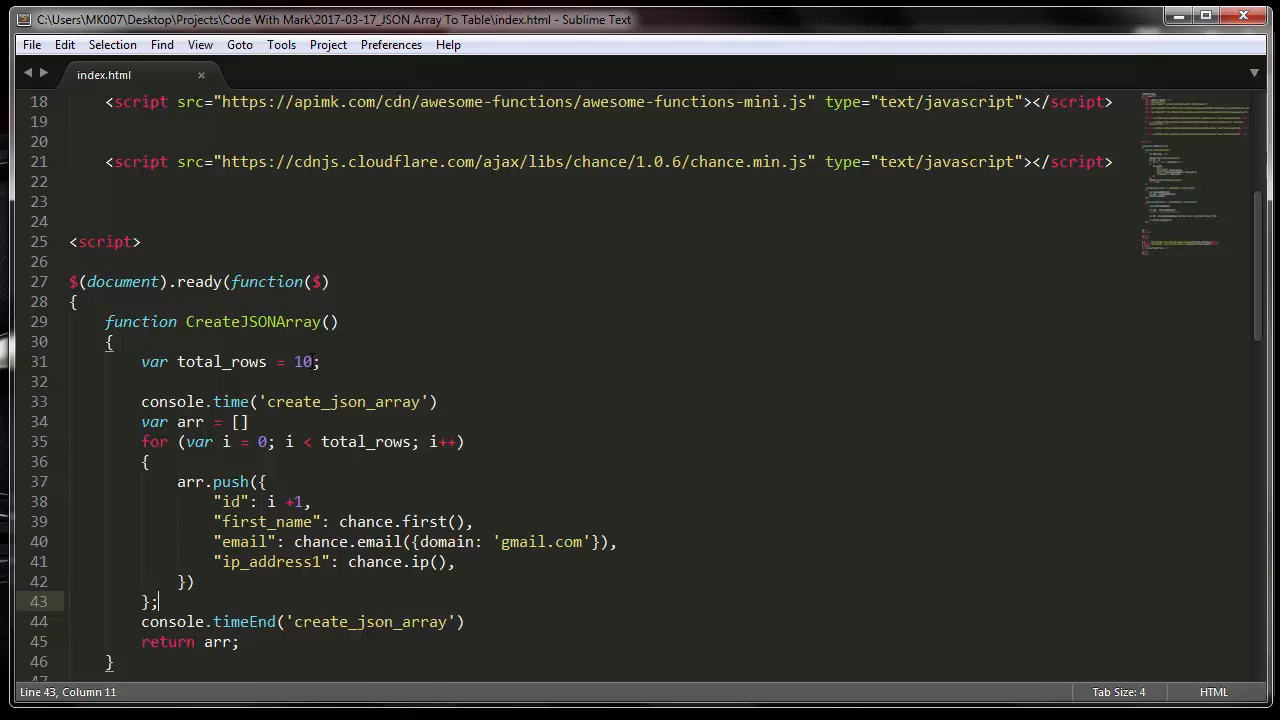 C:\Users\MK007\Desktop\Projects\Code With Mark\2017-03-17_JSON Array To Table\index.html - Sublime Text
File Edit Selection Find View Goto Tools Project Preferences Help
index.html
18 <script src="https://apimk.com/cdn/awesome-functions/awesome-functions-mini.js" type="text/javascript"></script>
19
20
21 <script src="https://cdnjs.cloudflare.com/ajax/libs/chance/1.0.6/chance.min.js" type="text/javascript"></script>
22
23
24
25 <script>
26
27 $(document).ready(function($)
28 {
29 function CreateJSONArray()
30 {
31 var total_rows = 10;
32
33 console.time('create_json_array')
34 var arr = []
35 for (var i = 0; i < total_rows; i++)
36 {
37 arr.push({
38 "id": i +1,
39 "first_name": chance.first(),
40 "email": chance.email({domain: 'gmail.com'}),
41 "ip_address1": chance.ip(),
42 })
43 };
44 console.timeEnd('create_json_array')
45 return arr;
46 }
47
Line 43, Column 11 Tab Size: 4 HTML